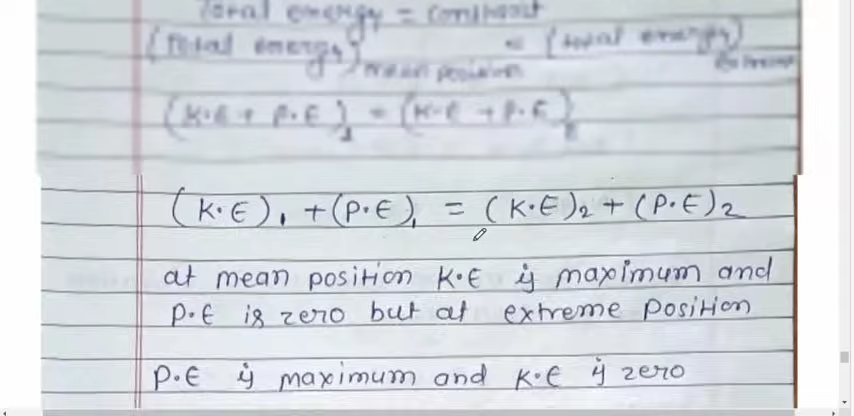 Total energy = constant
(Total energy) mean position = (total energy) extreme
(K.E + P.E)1 = (K.E + P.E)2
(K.E)1 + (P.E)1 = (K.E)2 + (P.E)2
at mean position K.E is maximum and
P.E is zero but at extreme position
P.E is maximum and K.E is zero